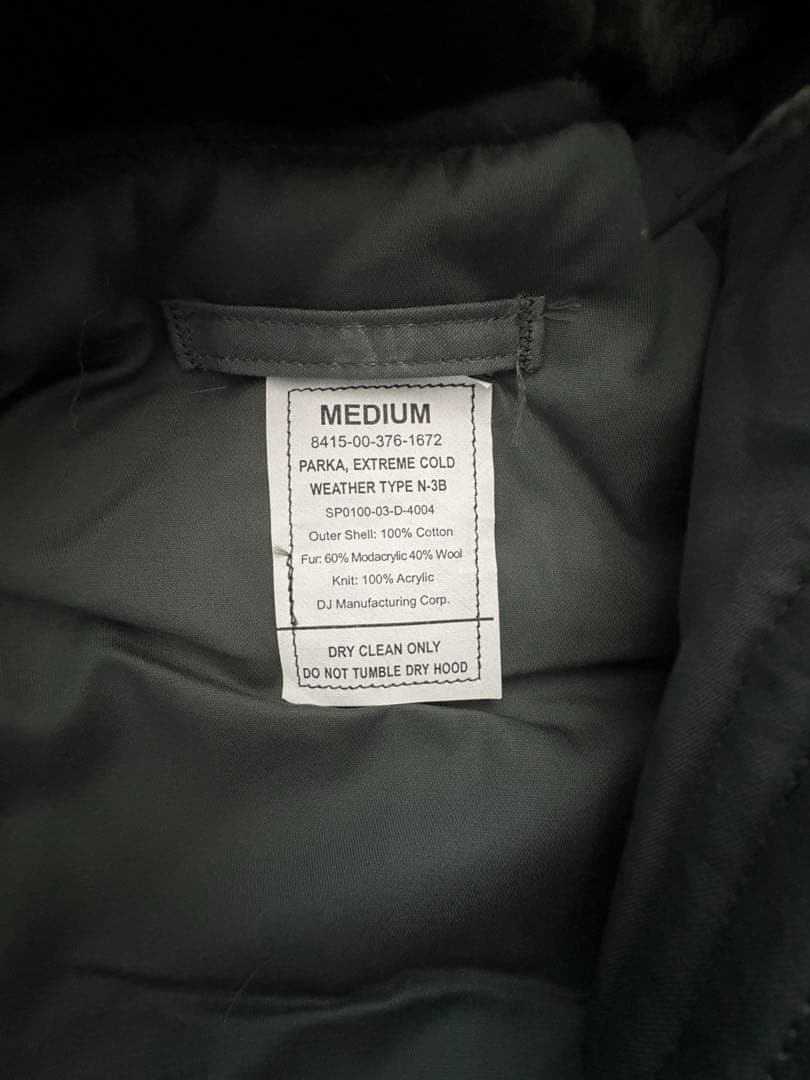 MEDIUM
8415-00-376-1672
PARKA, EXTREME COLD
WEATHER TYPE N-3B
SP0100-03-D-4004
Outer Shell: 100% Cotton
Fur: 60% Modacrylic 40% Wool
Knit: 100% Acrylic
DJ Manufacturing Corp.
DRY CLEAN ONLY
DO NOT TUMBLE DRY HOOD